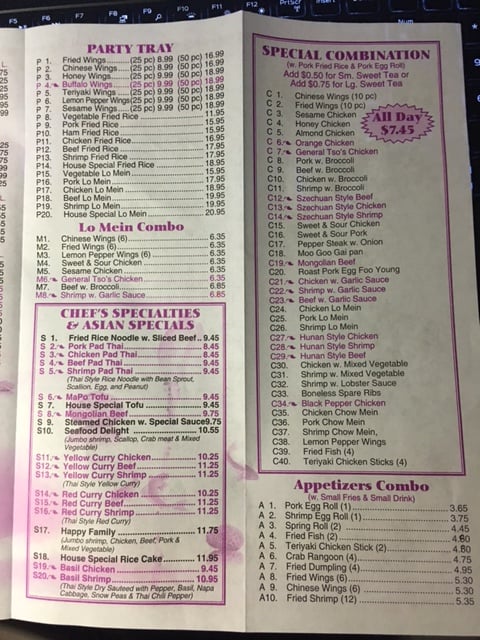 PARTY TRAY
P 1. Fried Wings (25 pc) 8.99 (50 pc) 16.99
P 2. Chinese Wings (25 pc) 8.99 (50 pc) 16.99
P 3. Honey Wings (25 pc) 9.99 (50 pc) 18.99
P 4. Buffalo Wings (25 pc) 9.99 (50 pc) 18.99
P 5. Teriyaki Wings (25 pc) 9.99 (50 pc) 18.99
P 6. Lemon Pepper Wings (25 pc) 9.99 (50 pc) 18.99
P 7. Sesame Wings (25 pc) 9.99 (50 pc) 18.99
P 8. Vegetable Fried Rice
P 9. Pork Fried Rice
P10. Ham Fried Rice
P11. Chicken Fried Rice
P12. Beef Fried Rice
P13. Shrimp Fried Rice
P14. House Special Fried Rice
P15. Vegetable Lo Mein
P16. Pork Lo Mein
P17. Chicken Lo Mein
P18. Beef Lo Mein
P19. Shrimp Lo Mein 19.95
P20. House Special Lo Mein 20.95
Lo Mein Combo
M1. Chinese Wings (6) 6.35
M2. Fried Wings (6) 6.35
M3. Lemon Pepper Wings (6) 6.35
M4. Sweet & Sour Chicken 6.35
M5. Sesame Chicken 6.35
M6. General Tso's Chicken 6.35
M7. Beef w. Broccoli 6.85
M8. Shrimp w. Garlic Sauce 6.85
CHEF'S SPECIALTIES
& ASIAN SPECIALS
S 1. Fried Rice Noodle w. Sliced Beef 9.45
S 2. Pork Pad Thai 8.45
S 3. Chicken Pad Thai 8.45
S 4. Beef Pad Thai 9.45
S 5. Shrimp Pad Thai 9.45
(Thai Style Rice Noodle with Bean Sprout,
Scallion, Egg, and Peanut)
S 6. MaPo Tofu 9.45
S 7. House Special Tofu 9.45
S 8. Mongolian Beef 9.75
S 9. Steamed Chicken w. Special Sauce 9.75
S10. Seafood Delight 10.55
(Jumbo shrimp, Scallop, Crab meat & Mixed
Vegetable)
S11. Yellow Curry Chicken 10.25
S12. Yellow Curry Beef 11.25
S13. Yellow Curry Shrimp 11.25
(Thai Style Yellow Curry)
S14. Red Curry Chicken 10.25
S15. Red Curry Beef 11.25
S16. Red Curry Shrimp 11.25
(Thai Style Red Curry)
S17. Happy Family 11.75
(Jumbo shrimp, Chicken, Beef, Pork &
Mixed Vegetable)
S18. House Special Rice Cake 11.95
S19. Basil Chicken 9.45
S20. Basil Shrimp 10.95
(Thai Style Dry Sauteed with Pepper, Basil, Napa
Cabbage, Snow Peas & Thai Chili Pepper)
SPECIAL COMBINATION
(w. Pork Fried Rice & Pork Egg Roll)
Add $0.50 for Sm. Sweet Tea or
Add $0.75 for Lg. Sweet Tea
All Day
$7.45
C 1. Chinese Wings (10 pc)
C 2. Fried Wings (10 pc)
C 3. Sesame Chicken
C 4. Honey Chicken
C 5. Almond Chicken
C 6. Orange Chicken
C 7. General Tso's Chicken
C 8. Pork w. Broccoli
C 9. Beef w. Broccoli
C10. Chicken w. Broccoli
C11. Shrimp w. Broccoli
C12. Szechuan Style Beef
C13. Szechuan Style Chicken
C14. Szechuan Style Shrimp
C15. Sweet & Sour Chicken
C16. Sweet & Sour Pork
C17. Pepper Steak w. Onion
C18. Moo Goo Gai pan
C19. Mongolian Beef
C20. Roast Pork Egg Foo Young
C21. Chicken w. Garlic Sauce
C22. Shrimp w. Garlic Sauce
C23. Beef w. Garlic Sauce
C24. Chicken Lo Mein
C25. Pork Lo Mein
C26. Shrimp Lo Mein
C27. Hunan Style Chicken
C28. Hunan Style Shrimp
C29. Hunan Style Beef
C30. Chicken w. Mixed Vegetable
C31. Shrimp w. Mixed Vegetable
C32. Shrimp w. Lobster Sauce
C33. Boneless Spare Ribs
C34. Black Pepper Chicken
C35. Chicken Chow Mein
C36. Pork Chow Mein
C37. Shrimp Chow Mein,
C38. Lemon Pepper Wings
C39. Fried Fish (4)
C40. Teriyaki Chicken Sticks (4)
Appetizers Combo
(w. Small Fries & Small Drink)
A 1. Pork Egg Roll (1) 3.65
A 2. Shrimp Egg Roll (1) 3.75
A 3. Spring Roll (2) 4.45
A 4. Fried Fish (2) 4.80
A 5. Teriyaki Chicken Stick (2) 4.80
A 6. Crab Rangoon (4) 4.75
A 7. Fried Dumpling (4) 4.95
A 8. Fried Wings (6) 5.30
A 9. Chinese Wings (6) 5.30
A10. Fried Shrimp (12) 5.35